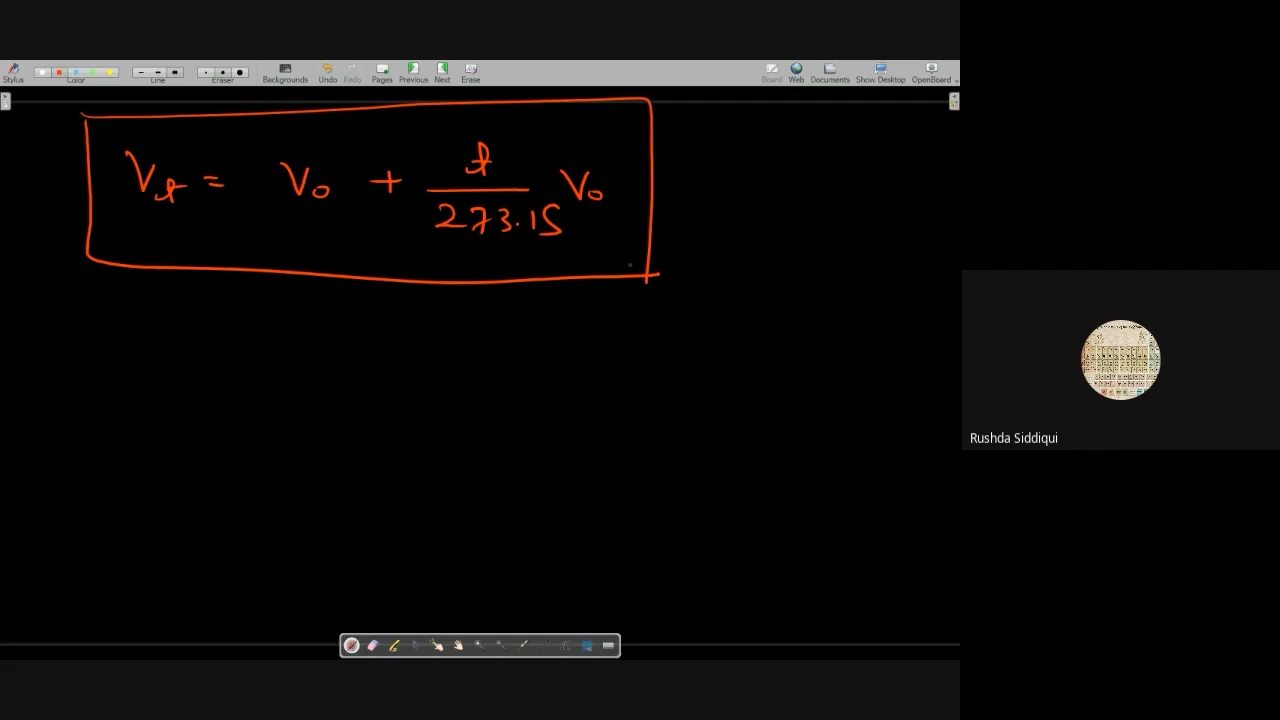 Stylus Color Line Eraser Backgrounds Undo Redo Pages Previous Next Erase Board Web Documents Show Desktop OpenBoard
Vt = V0 + t/273.15 V0
Rushda Siddiqui